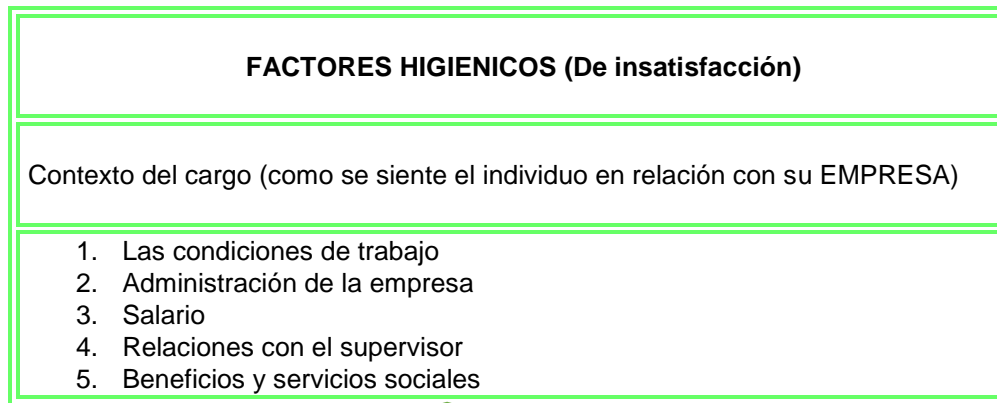 FACTORES HIGIENICOS (De insatisfacción)
Contexto del cargo (como se siente el individuo en relación con su EMPRESA)
1. Las condiciones de trabajo
2. Administración de la empresa
3. Salario
4. Relaciones con el supervisor
5. Beneficios y servicios sociales